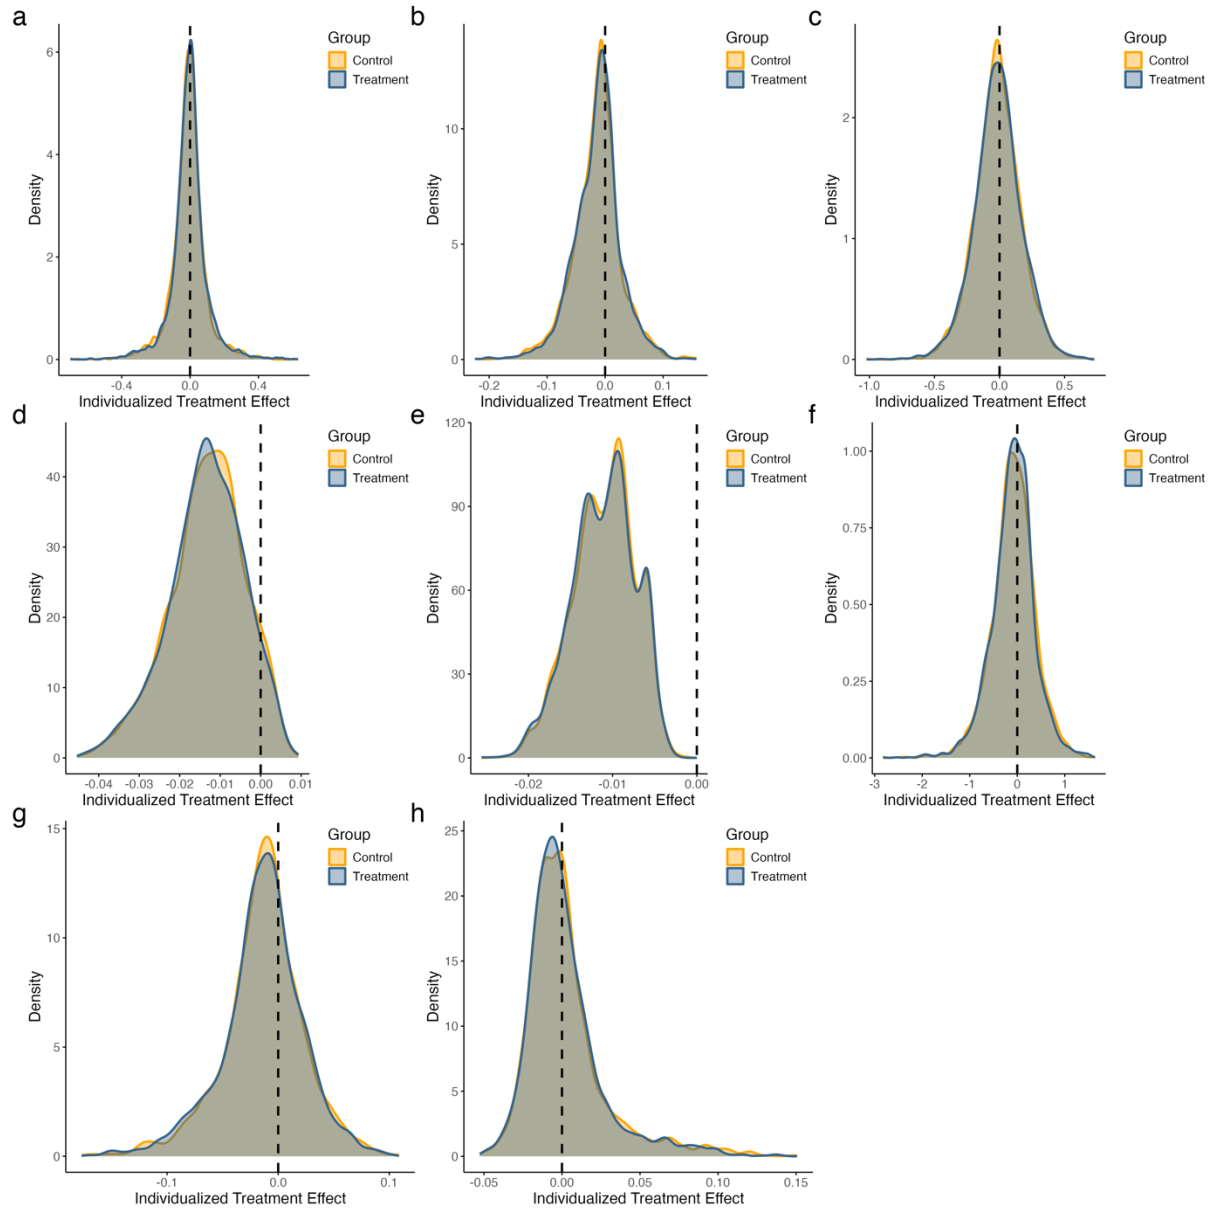 a
Group
Control
Treatment
6
4
2
0
Density
-0.4 0.0 0.4
Individualized Treatment Effect
b
Group
Control
Treatment
10
5
0
Density
-0.2 -0.1 0.0 0.1
Individualized Treatment Effect
c
Group
Control
Treatment
2
1
0
Density
-1.0 -0.5 0.0 0.5
Individualized Treatment Effect
d
Group
Control
Treatment
40
30
20
10
0
Density
-0.04 -0.03 -0.02 -0.01 0.00 0.01
Individualized Treatment Effect
e
Group
Control
Treatment
120
90
60
30
0
Density
-0.02 -0.01 0.00
Individualized Treatment Effect
f
Group
Control
Treatment
1.00
0.75
0.50
0.25
0.00
Density
-3 -2 -1 0 1
Individualized Treatment Effect
g
Group
Control
Treatment
15
10
5
0
Density
-0.1 0.0 0.1
Individualized Treatment Effect
h
Group
Control
Treatment
25
20
15
10
5
0
Density
-0.05 0.00 0.05 0.10 0.15
Individualized Treatment Effect